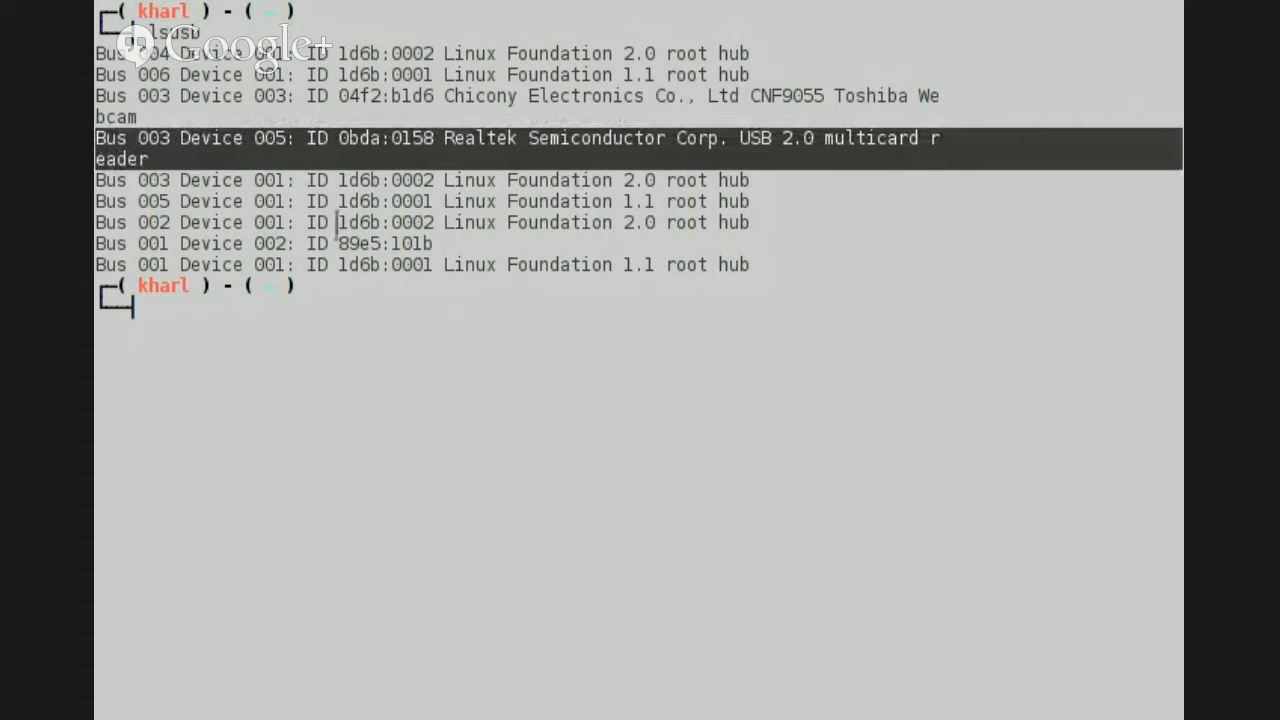 ( kharl ) - ( ~ )
lsusb
Google+
Bus 004 Device 001: ID 1d6b:0002 Linux Foundation 2.0 root hub
Bus 006 Device 001: ID 1d6b:0001 Linux Foundation 1.1 root hub
Bus 003 Device 003: ID 04f2:b1d6 Chicony Electronics Co., Ltd CNF9055 Toshiba We
bcam
Bus 003 Device 005: ID 0bda:0158 Realtek Semiconductor Corp. USB 2.0 multicard r
eader
Bus 003 Device 001: ID 1d6b:0002 Linux Foundation 2.0 root hub
Bus 005 Device 001: ID 1d6b:0001 Linux Foundation 1.1 root hub
Bus 002 Device 001: ID 1d6b:0002 Linux Foundation 2.0 root hub
Bus 001 Device 002: ID 89e5:101b
Bus 001 Device 001: ID 1d6b:0001 Linux Foundation 1.1 root hub
( kharl ) - ( ~ )